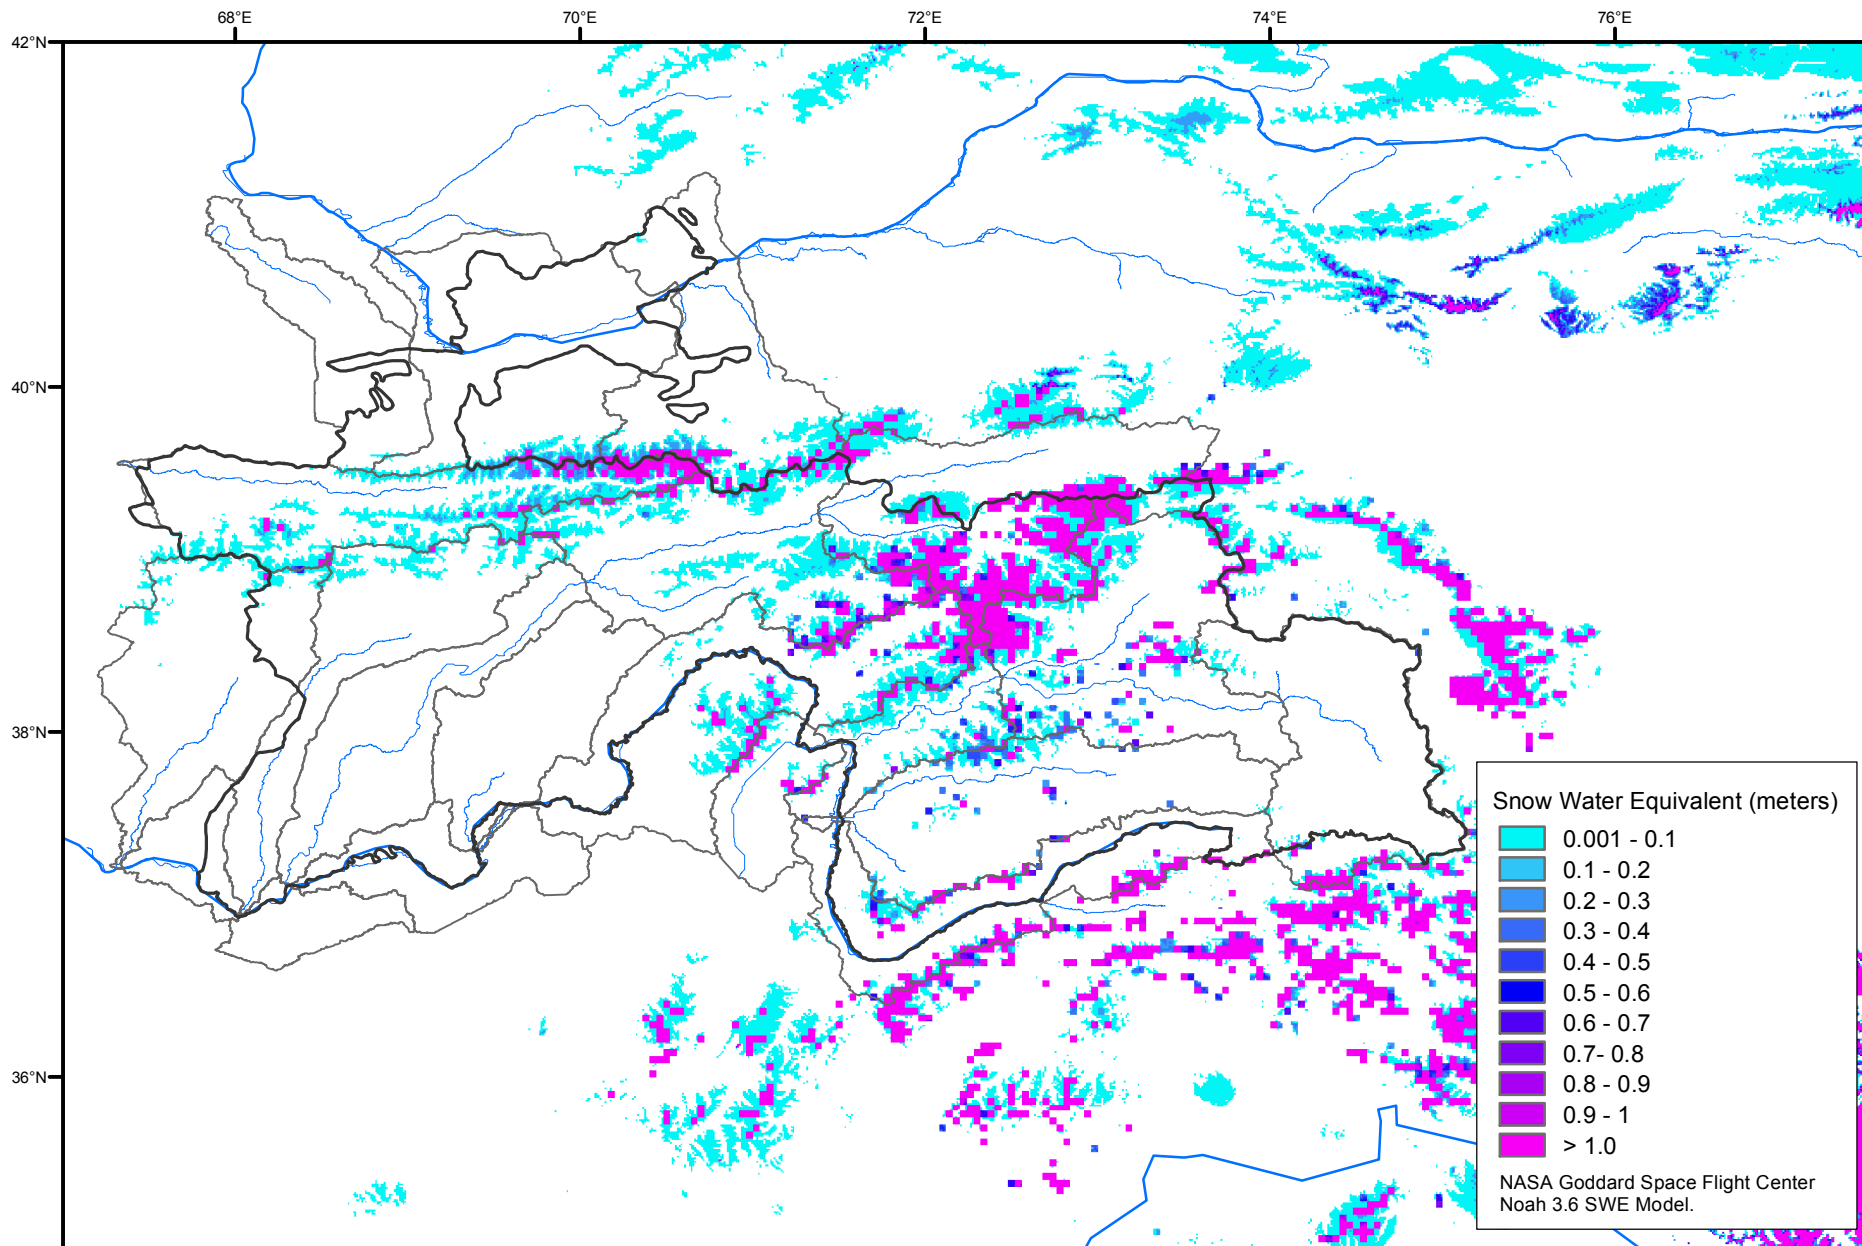 68°E
70°E
72°E
74°E
76°E
42°N
40°N
38°N
36°N
Snow Water Equivalent (meters)
0.001 - 0.1
0.1 - 0.2
0.2 - 0.3
0.3 - 0.4
0.4 - 0.5
0.5 - 0.6
0.6 - 0.7
0.7- 0.8
0.8 - 0.9
0.9 - 1
> 1.0
NASA Goddard Space Flight Center
Noah 3.6 SWE Model.